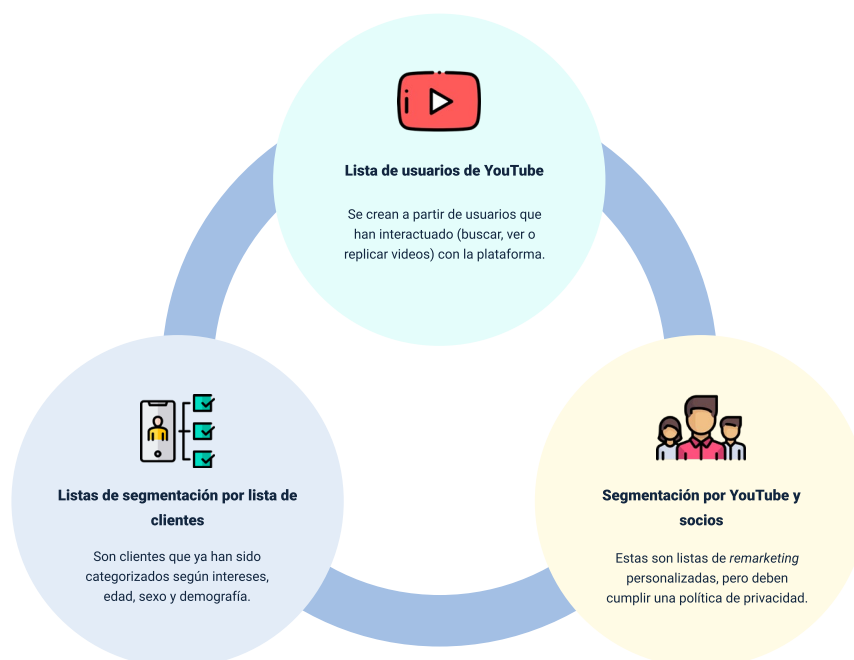 Lista de usuarios de YouTube
Se crean a partir de usuarios que
han interactuado (buscar, ver o
replicar videos) con la plataforma.
Listas de segmentación por lista de
clientes
Son clientes que ya han sido
categorizados según intereses,
edad, sexo y demografía.
Segmentación por YouTube y
socios
Estas son listas de remarketing
personalizadas, pero deben
cumplir una política de privacidad.